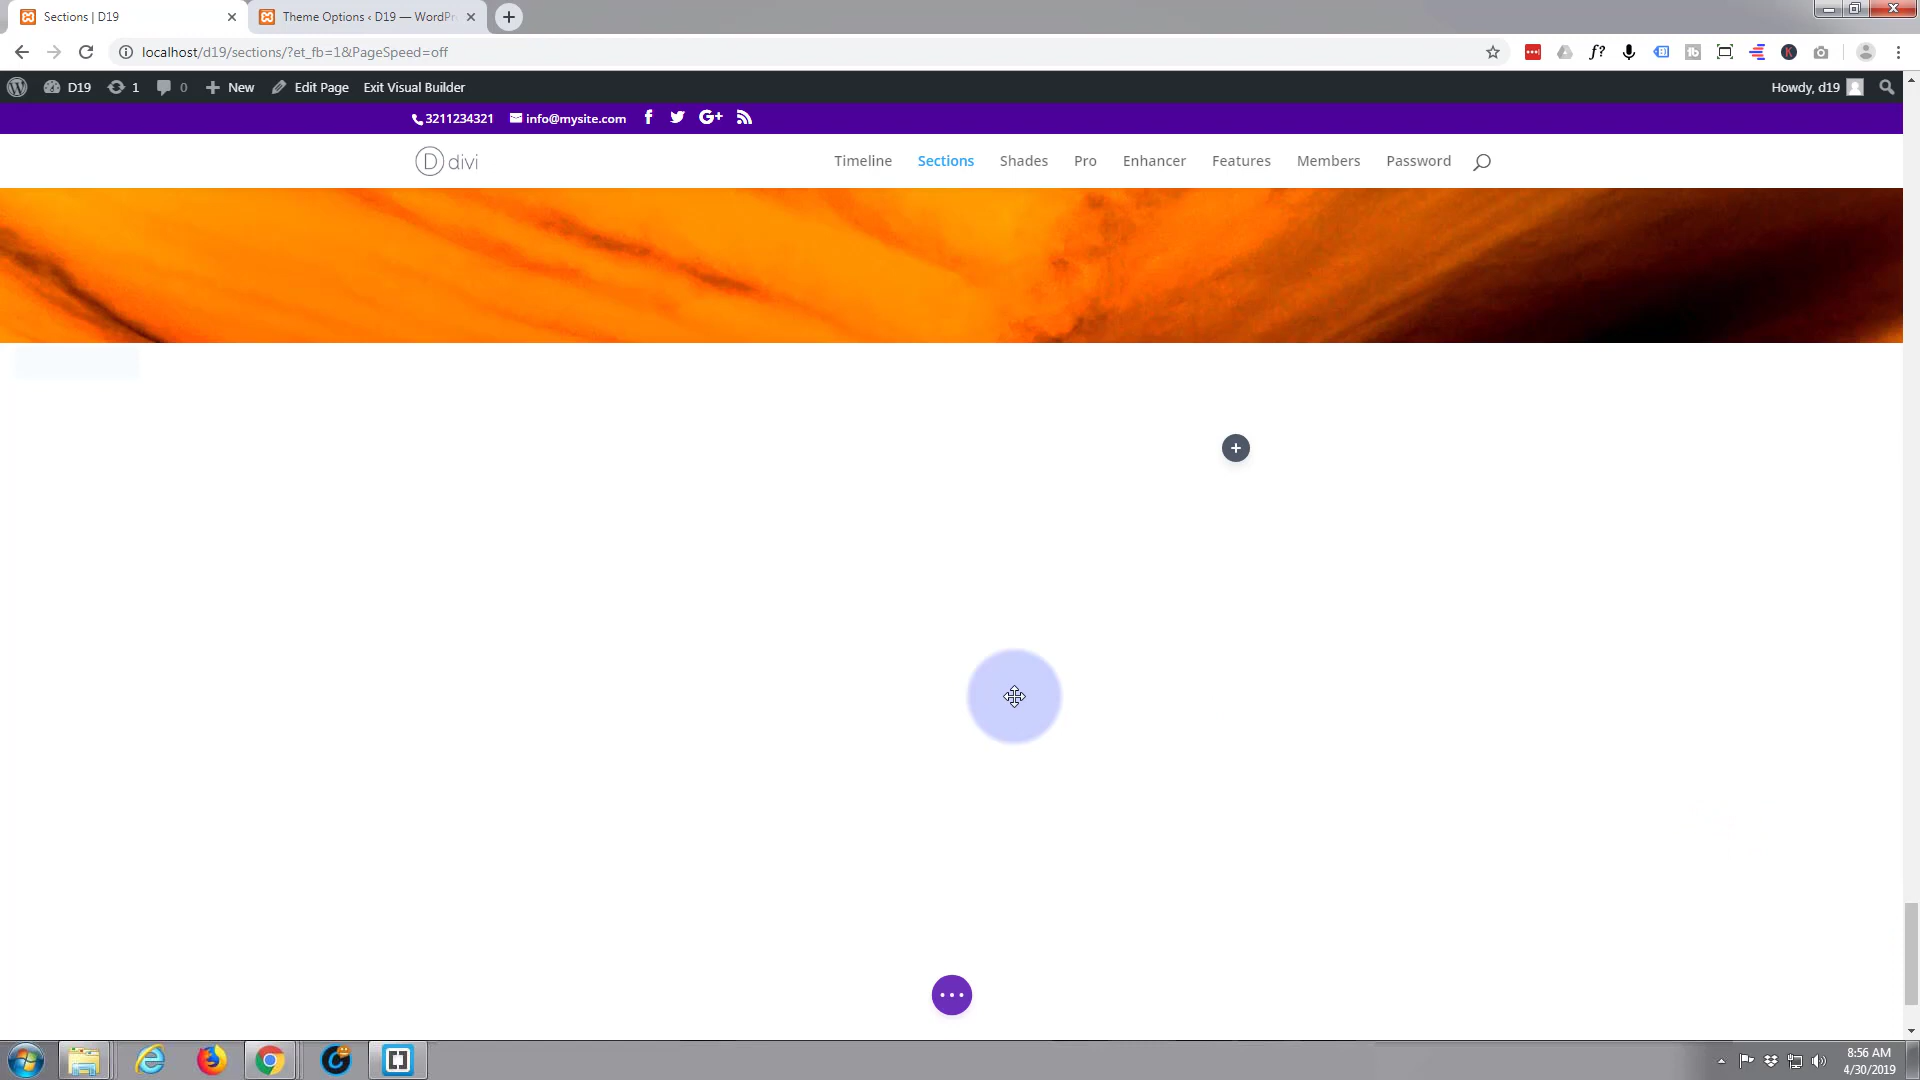 Sections | D19
Theme Options ‹ D19 — WordPr
localhost/d19/sections/?et_fb=1&PageSpeed=off
D19 1 0 New Edit Page Exit Visual Builder Howdy, d19
3211234321 info@mysite.com
divi Timeline Sections Shades Pro Enhancer Features Members Password
8:56 AM
4/30/2019